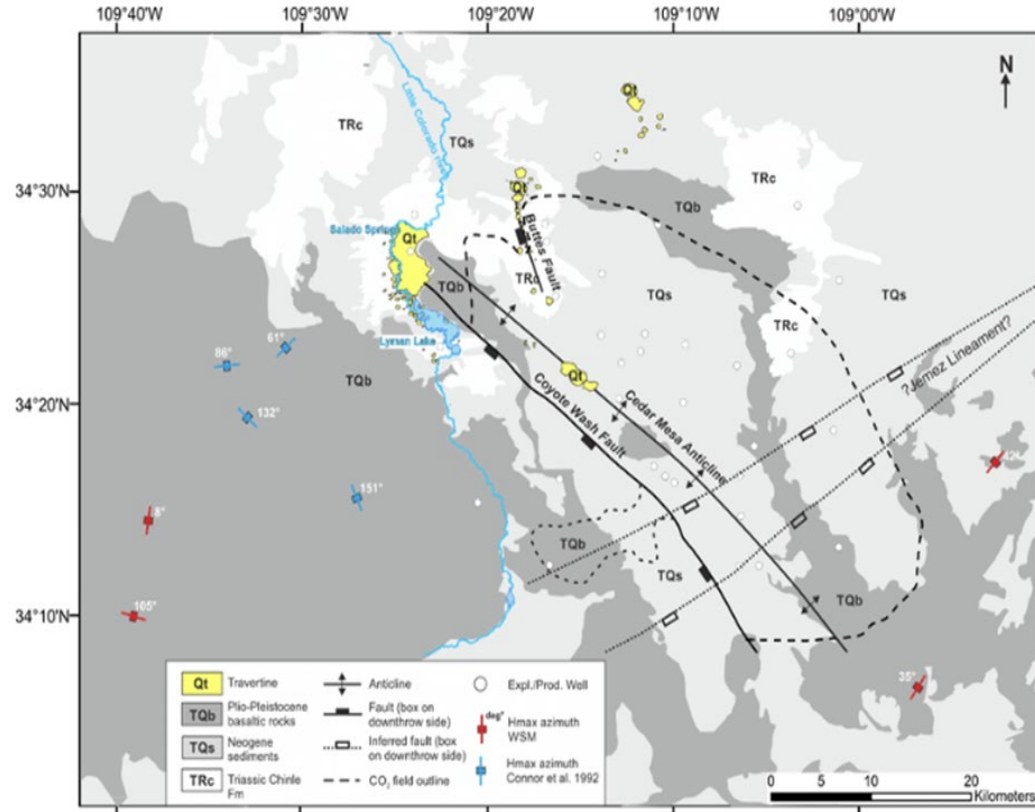 109°40'W 109°30'W 109°20'W 109°10'W 109°00'W
N
Qt
TRc
Little Colorado River
TQs
TRc
34°30'N
Qt
TQb
Salado Springs
Qt
Buttes Fault
TRc
TQb
TQs
TQs
TRc
Lyman Lake
61°
86°
?Jemez Lineament?
TQb
Qt
34°20'N
132°
Coyote Wash Fault
Cedar Mesa Anticline
151°
8°
TQb
TQs
TQb
34°10'N
105°
35°
Qt Travertine
TQb Plio-Pleistocene
basaltic rocks
TQs Neogene
sediments
TRc Triassic Chinle
Fm
Anticline
Fault (box on
downthrow side)
Inferred fault (box
on downthrow side)
CO₂ field outline
Expl./Prod. Well
deg°
Hmax azimuth
WSM
Hmax azimuth
Connor et al. 1992
0 5 10 20
Kilometers